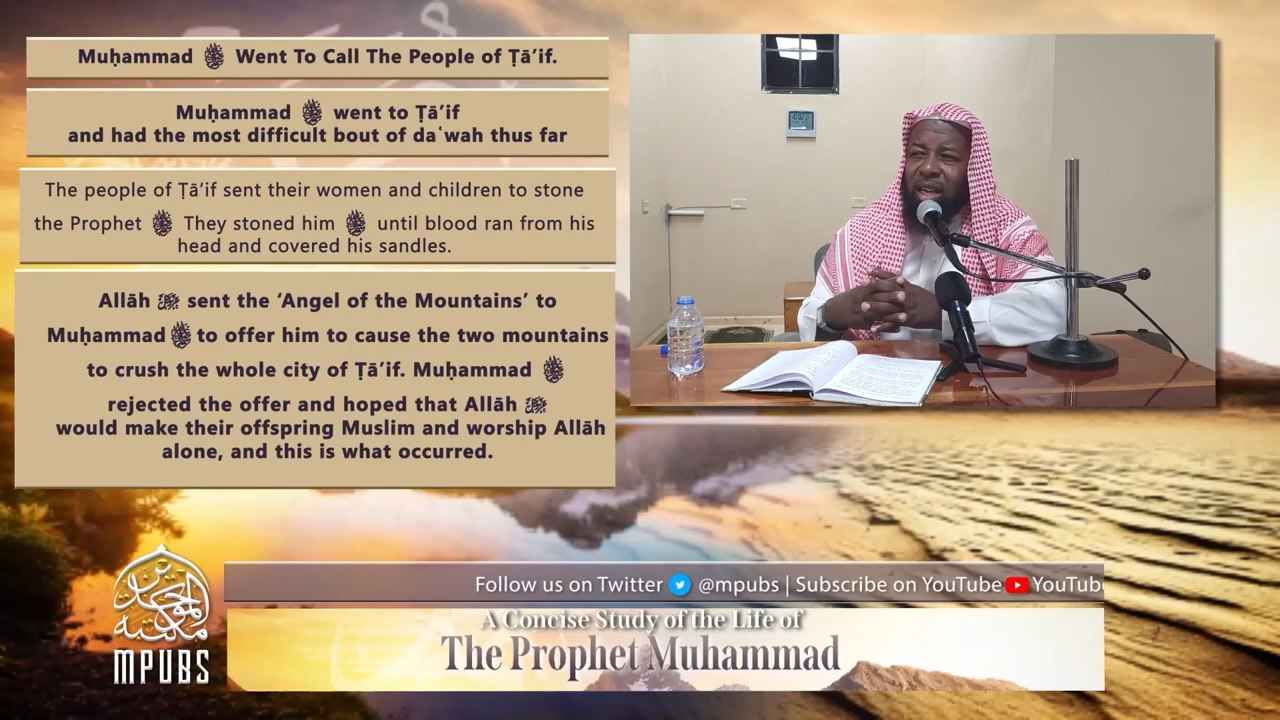 Muḥammad ﷺ Went To Call The People of Ṭā’if.
Muḥammad ﷺ went to Ṭā’if
and had the most difficult bout of daʿwah thus far
The people of Ṭā’if sent their women and children to stone
the Prophet ﷺ They stoned him ﷺ until blood ran from his
head and covered his sandles.
Allāh ﷻ sent the ‘Angel of the Mountains’ to
Muḥammad ﷺ to offer him to cause the two mountains
to crush the whole city of Ṭā’if. Muḥammad ﷺ
rejected the offer and hoped that Allāh ﷻ
would make their offspring Muslim and worship Allāh
alone, and this is what occurred.
MPUBS
Follow us on Twitter @mpubs | Subscribe on YouTube YouTub
A Concise Study of the Life of
The Prophet Muhammad